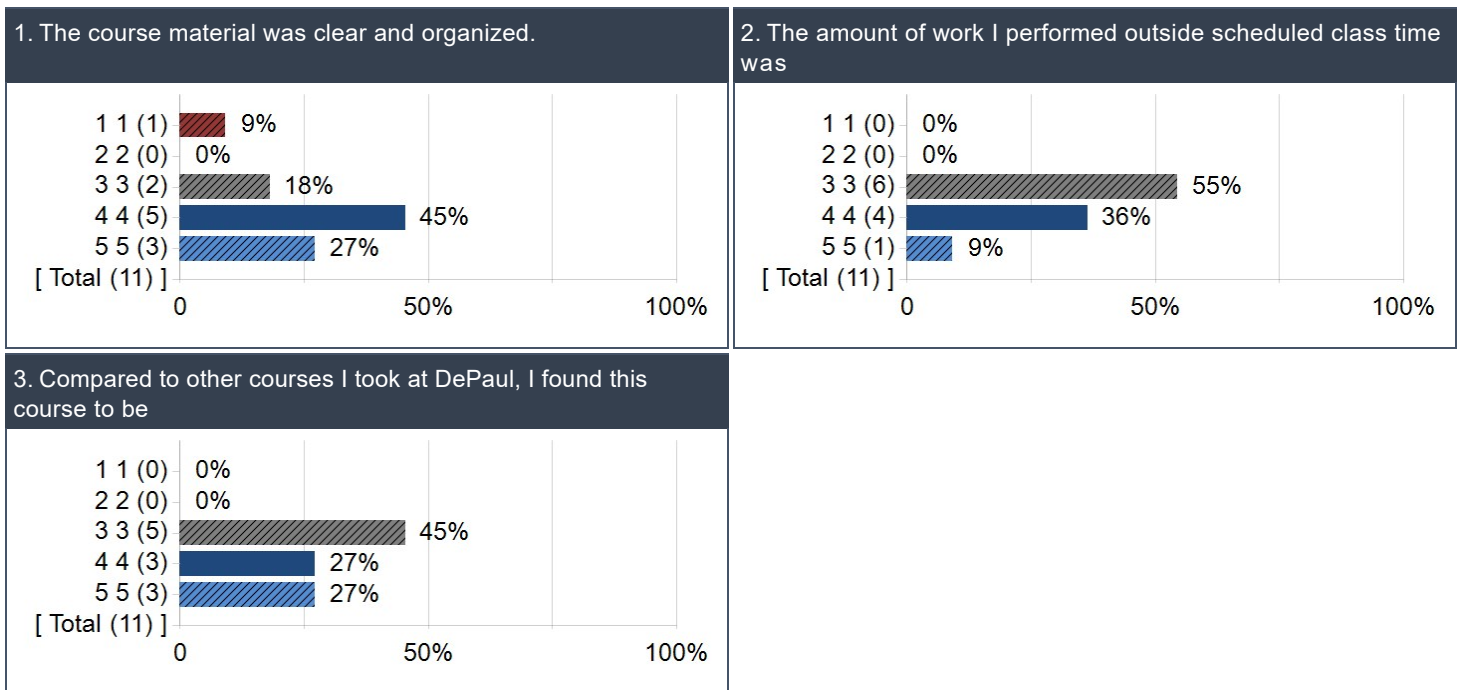 1. The course material was clear and organized.
1 1 (1) 9%
2 2 (0) 0%
3 3 (2) 18%
4 4 (5) 45%
5 5 (3) 27%
[ Total (11) ]
0 50% 100%
2. The amount of work I performed outside scheduled class time
was
1 1 (0) 0%
2 2 (0) 0%
3 3 (6) 55%
4 4 (4) 36%
5 5 (1) 9%
[ Total (11) ]
0 50% 100%
3. Compared to other courses I took at DePaul, I found this
course to be
1 1 (0) 0%
2 2 (0) 0%
3 3 (5) 45%
4 4 (3) 27%
5 5 (3) 27%
[ Total (11) ]
0 50% 100%